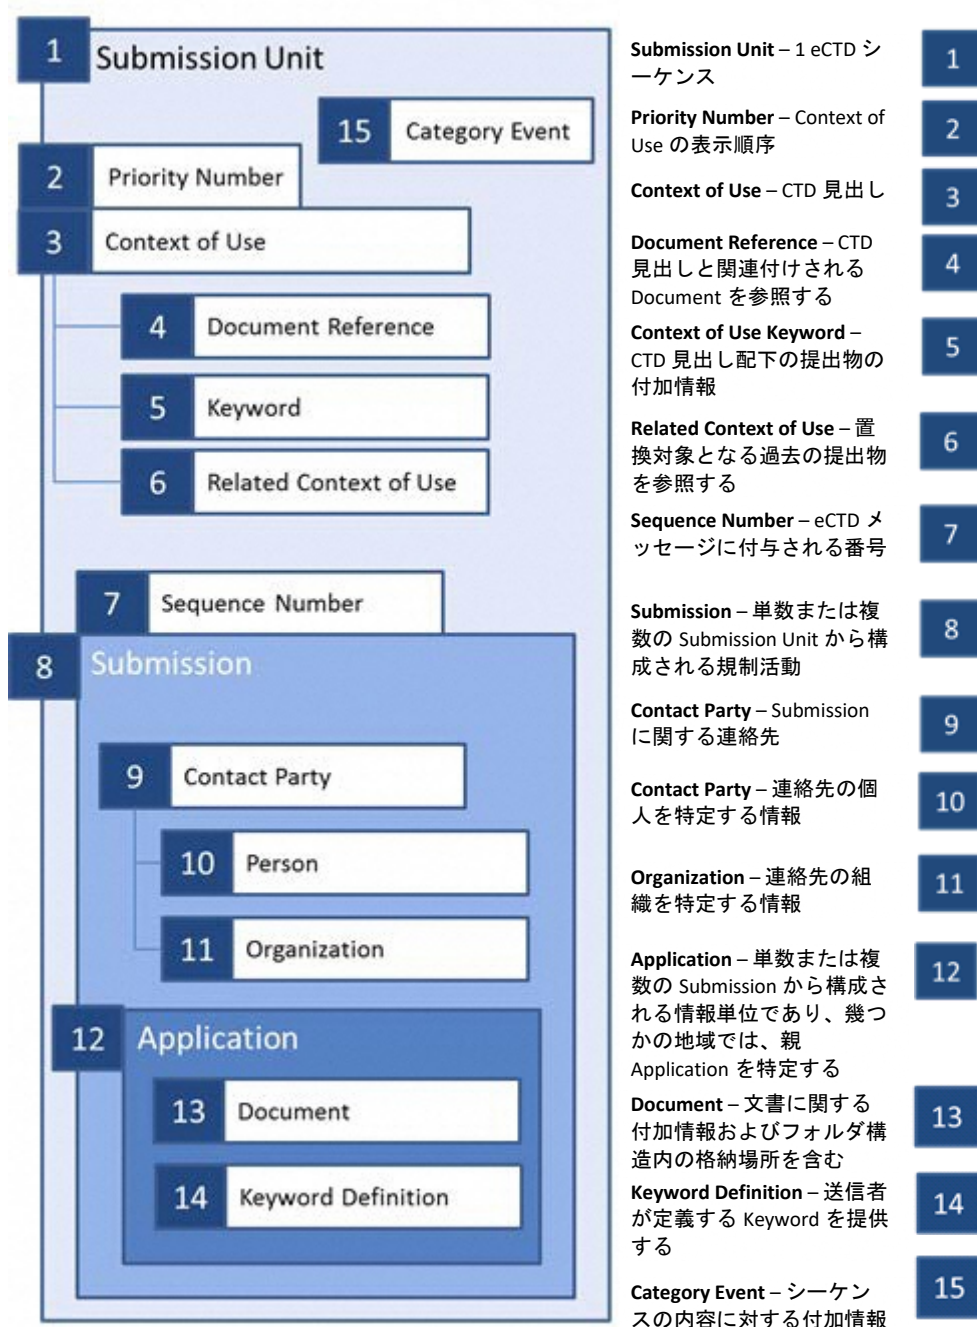 1
Submission Unit
15
Category Event
2
Priority Number
3
Context of Use
4
Document Reference
5
Keyword
6
Related Context of Use
7
Sequence Number
8
Submission
9
Contact Party
10
Person
11
Organization
12
Application
13
Document
14
Keyword Definition
Submission Unit – 1 eCTD シ
ーケンス
1
Priority Number – Context of
Use の表示順序
2
Context of Use – CTD 見出し
3
Document Reference – CTD
見出しと関連付けされる
Document を参照する
4
Context of Use Keyword –
CTD 見出し配下の提出物の
付加情報
5
Related Context of Use – 置
換対象となる過去の提出物
を参照する
6
Sequence Number – eCTD メ
ッセージに付与される番号
7
Submission – 単数または複
数の Submission Unit から構
成される規制活動
8
Contact Party – Submission
に関する連絡先
9
Contact Party – 連絡先の個
人を特定する情報
10
Organization – 連絡先の組
織を特定する情報
11
Application – 単数または複
数の Submission から構成さ
れる情報単位であり、幾つ
かの地域では、親
Application を特定する
12
Document – 文書に関する
付加情報およびフォルダ構
造内の格納場所を含む
13
Keyword Definition – 送信者
が定義する Keyword を提供
する
14
Category Event – シーケン
スの内容に対する付加情報
15